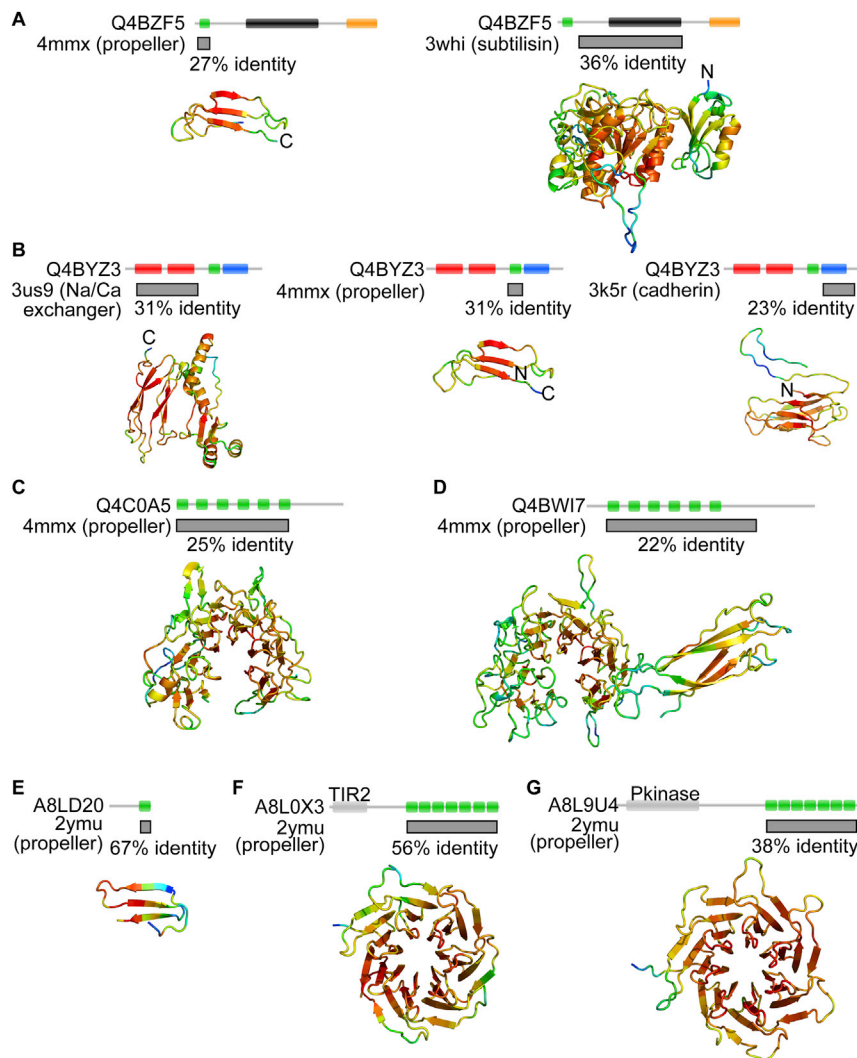 A
Q4BZF5
4mmx (propeller)
27% identity
C
Q4BZF5
3whi (subtilisin)
36% identity
N
B
Q4BYZ3
3us9 (Na/Ca
exchanger)
31% identity
C
Q4BYZ3
4mmx (propeller)
31% identity
N
C
Q4BYZ3
3k5r (cadherin)
23% identity
N
C
Q4C0A5
4mmx (propeller)
25% identity
D
Q4BWI7
4mmx (propeller)
22% identity
E
A8LD20
2ymu
(propeller)
67% identity
F
TIR2
A8L0X3
2ymu
(propeller)
56% identity
G
Pkinase
A8L9U4
2ymu
(propeller)
38% identity